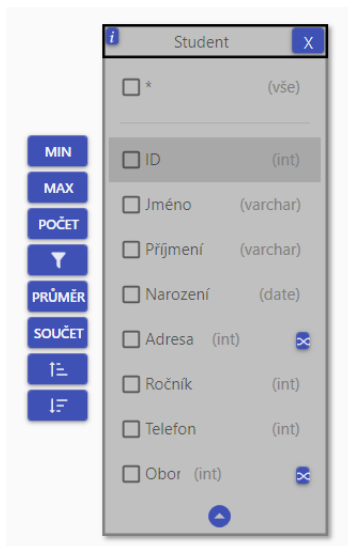 i Student X
* (vše)
ID (int)
Jméno (varchar)
Příjmení (varchar)
Narození (date)
Adresa (int)
Ročník (int)
Telefon (int)
Obor (int)
MIN
MAX
POČET
PRŮMĚR
SOUČET